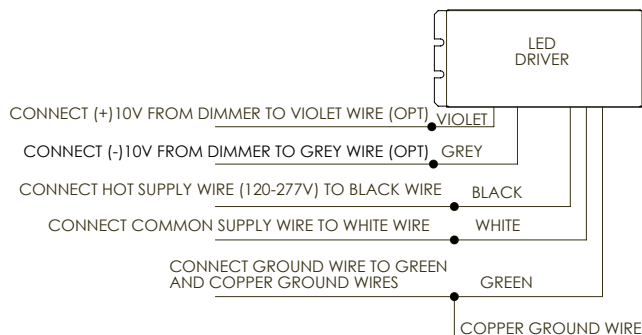 LED
DRIVER
CONNECT (+)10V FROM DIMMER TO VIOLET WIRE (OPT)
VIOLET
CONNECT (-)10V FROM DIMMER TO GREY WIRE (OPT)
GREY
CONNECT HOT SUPPLY WIRE (120-277V) TO BLACK WIRE
BLACK
CONNECT COMMON SUPPLY WIRE TO WHITE WIRE
WHITE
CONNECT GROUND WIRE TO GREEN
AND COPPER GROUND WIRES
GREEN
COPPER GROUND WIRE